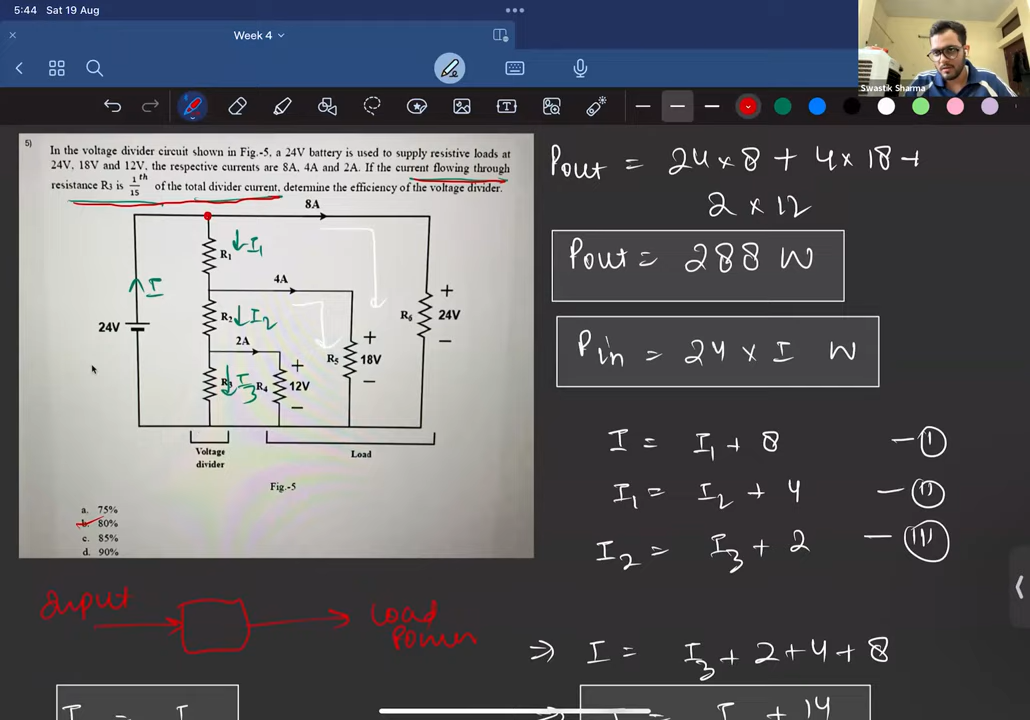 5:44 Sat 19 Aug
Week 4
Swastik Sharma
5)
In the voltage divider circuit shown in Fig.-5, a 24V battery is used to supply resistive loads at
24V, 18V and 12V, the respective currents are 8A, 4A and 2A. If the current flowing through
resistance R3 is 1/15 th of the total divider current, determine the efficiency of the voltage divider.
8A
R1
I1
4A
I
24V
R2
I2
2A
R3
I3
R4
+
12V
−
R5
+
18V
−
R6
+
24V
−
Voltage
divider
Load
Fig.-5
a. 75%
b. 80%
c. 85%
d. 90%
Input
Load
Power
Pout = 24 × 8 + 4 × 18 +
2 × 12
Pout = 288 W
Pin = 24 × I W
I = I1 + 8 — (I)
I1 = I2 + 4 — (II)
I2 = I3 + 2 — (III)
⇒ I = I3 + 2 + 4 + 8
+ 14